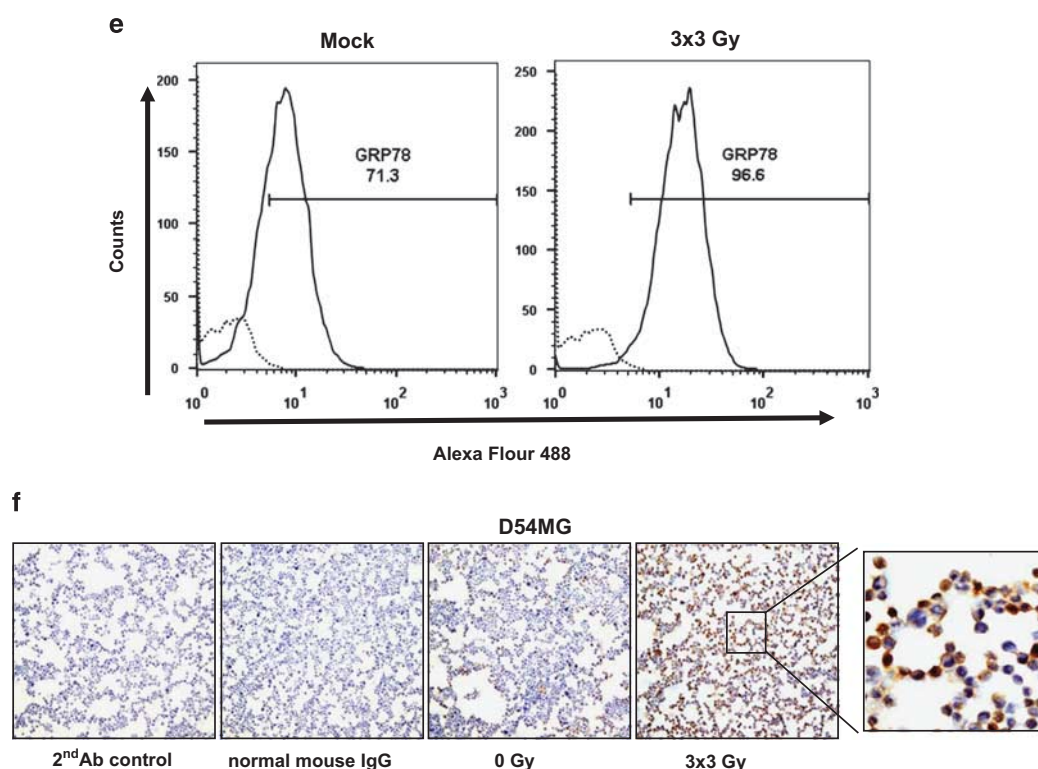 e
Mock
3x3 Gy
200
150
100
50
0
GRP78
71.3
10^0
10^1
10^2
10^3
250
200
150
100
50
0
GRP78
96.6
10^0
10^1
10^2
10^3
Counts
Alexa Flour 488
f
D54MG
2^nd Ab control
normal mouse IgG
0 Gy
3x3 Gy